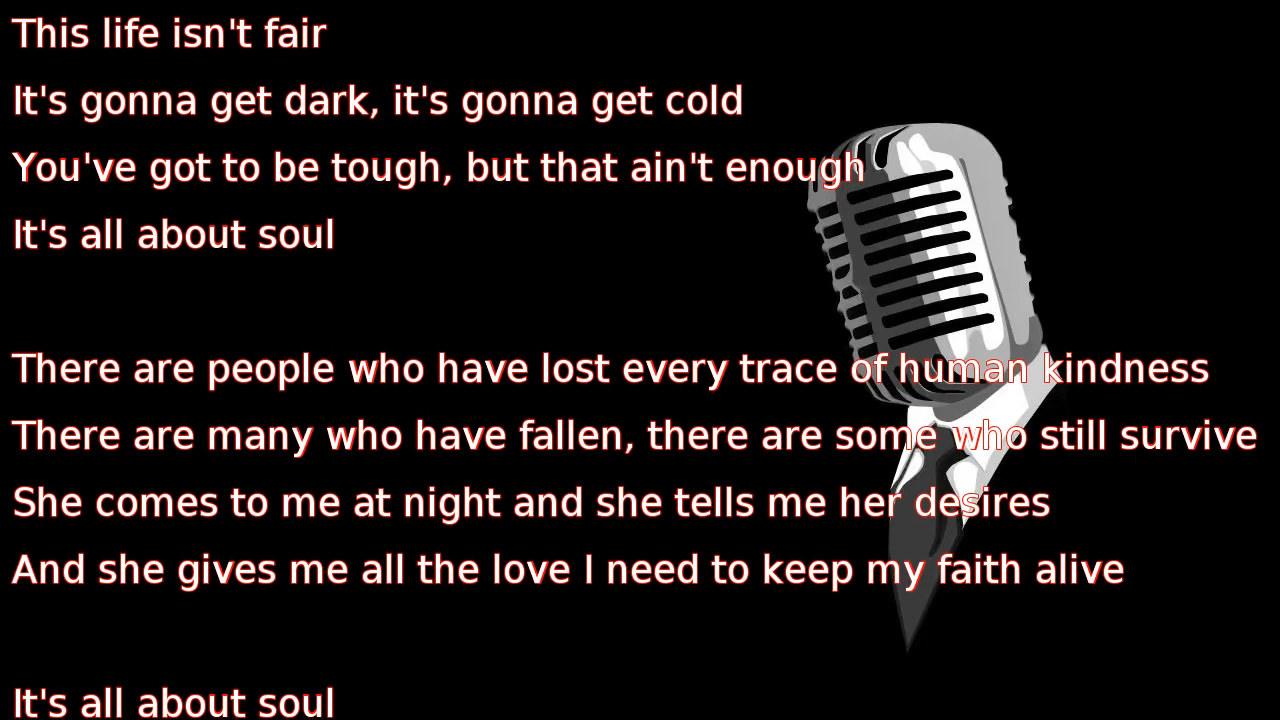 This life isn't fair
It's gonna get dark, it's gonna get cold
You've got to be tough, but that ain't enough
It's all about soul
There are people who have lost every trace of human kindness
There are many who have fallen, there are some who still survive
She comes to me at night and she tells me her desires
And she gives me all the love I need to keep my faith alive
It's all about soul